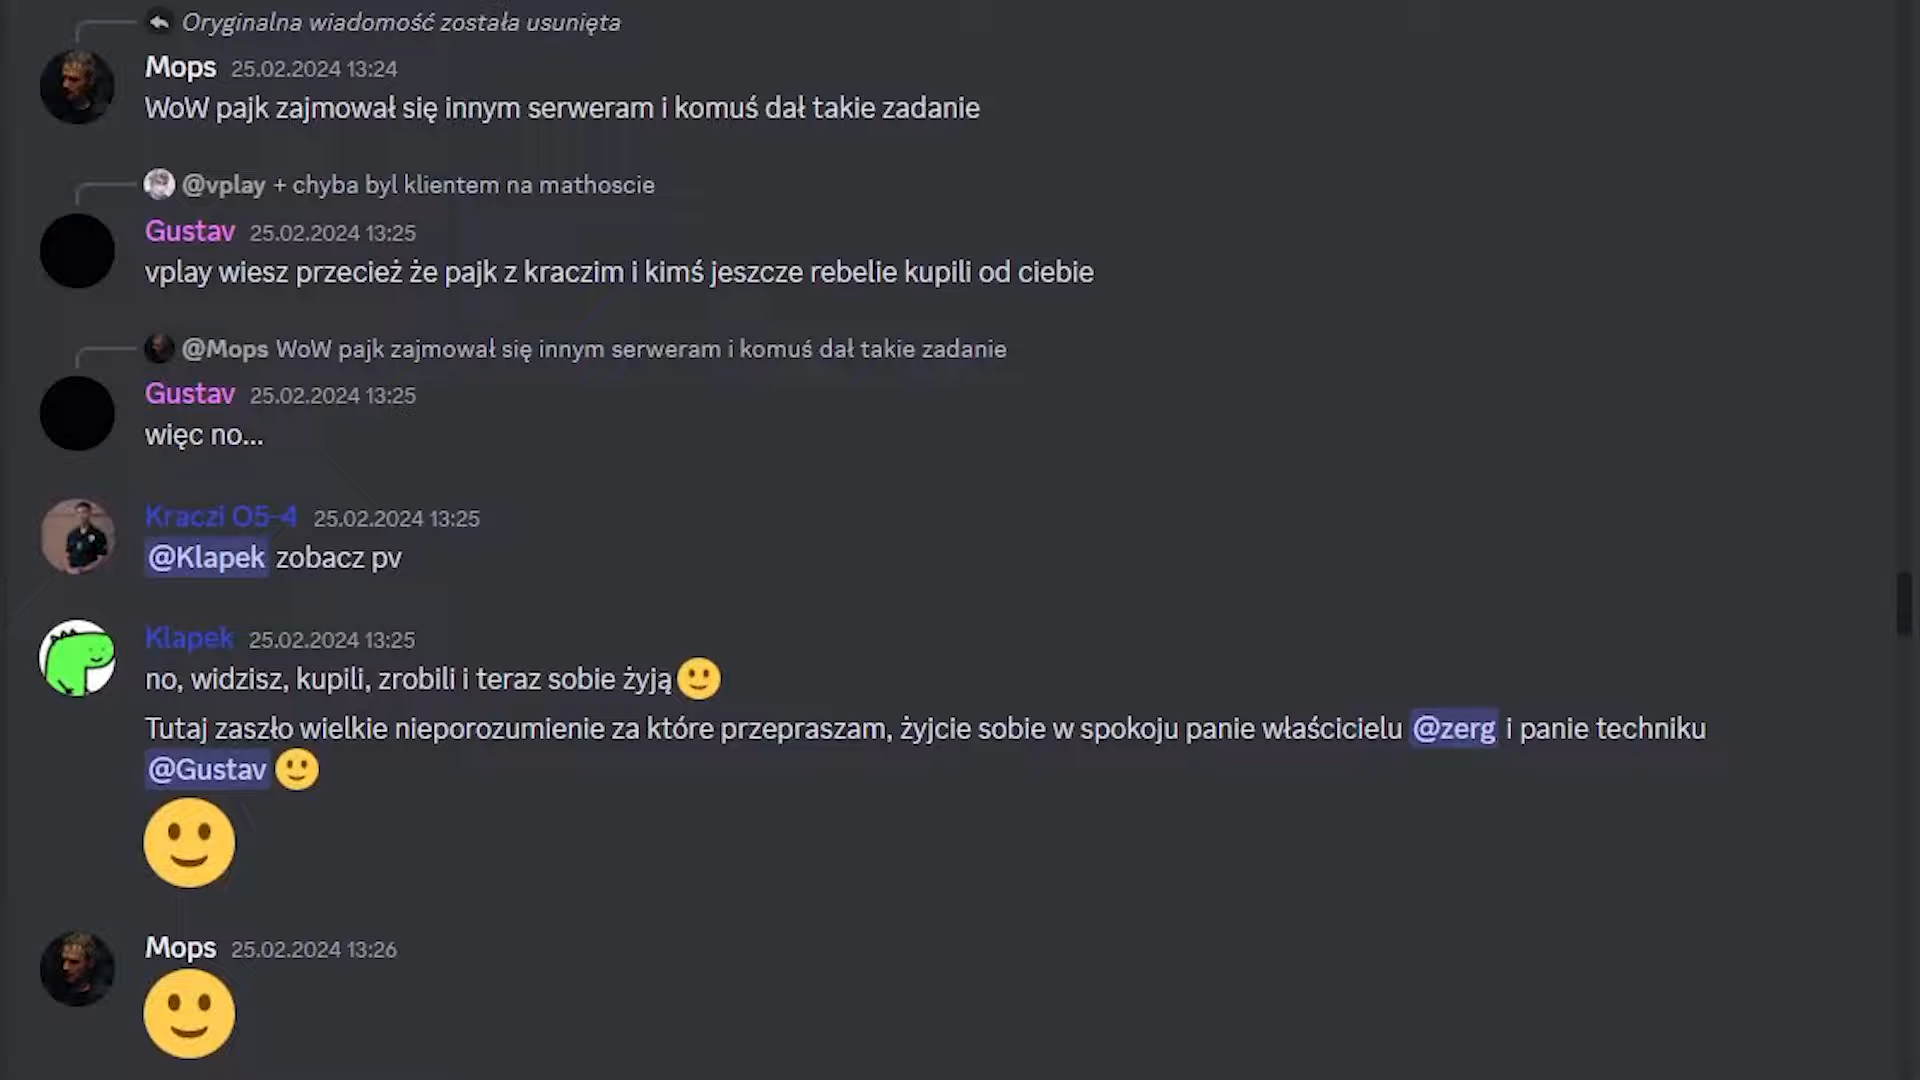 Oryginalna wiadomość została usunięta
Mops 25.02.2024 13:24
WoW pajk zajmował się innym serweram i komuś dał takie zadanie
@vplay + chyba byl klientem na mathoscie
Gustav 25.02.2024 13:25
vplay wiesz przecież że pajk z kraczim i kimś jeszcze rebelie kupili od ciebie
@Mops WoW pajk zajmował się innym serweram i komuś dał takie zadanie
Gustav 25.02.2024 13:25
więc no...
Kraczi O5-4 25.02.2024 13:25
@Klapek zobacz pv
Klapek 25.02.2024 13:25
no, widzisz, kupili, zrobili i teraz sobie żyją 🙂
Tutaj zaszło wielkie nieporozumienie za które przepraszam, żyjcie sobie w spokoju panie właścicielu @zerg i panie techniku
@Gustav 🙂
🙂
Mops 25.02.2024 13:26
🙂